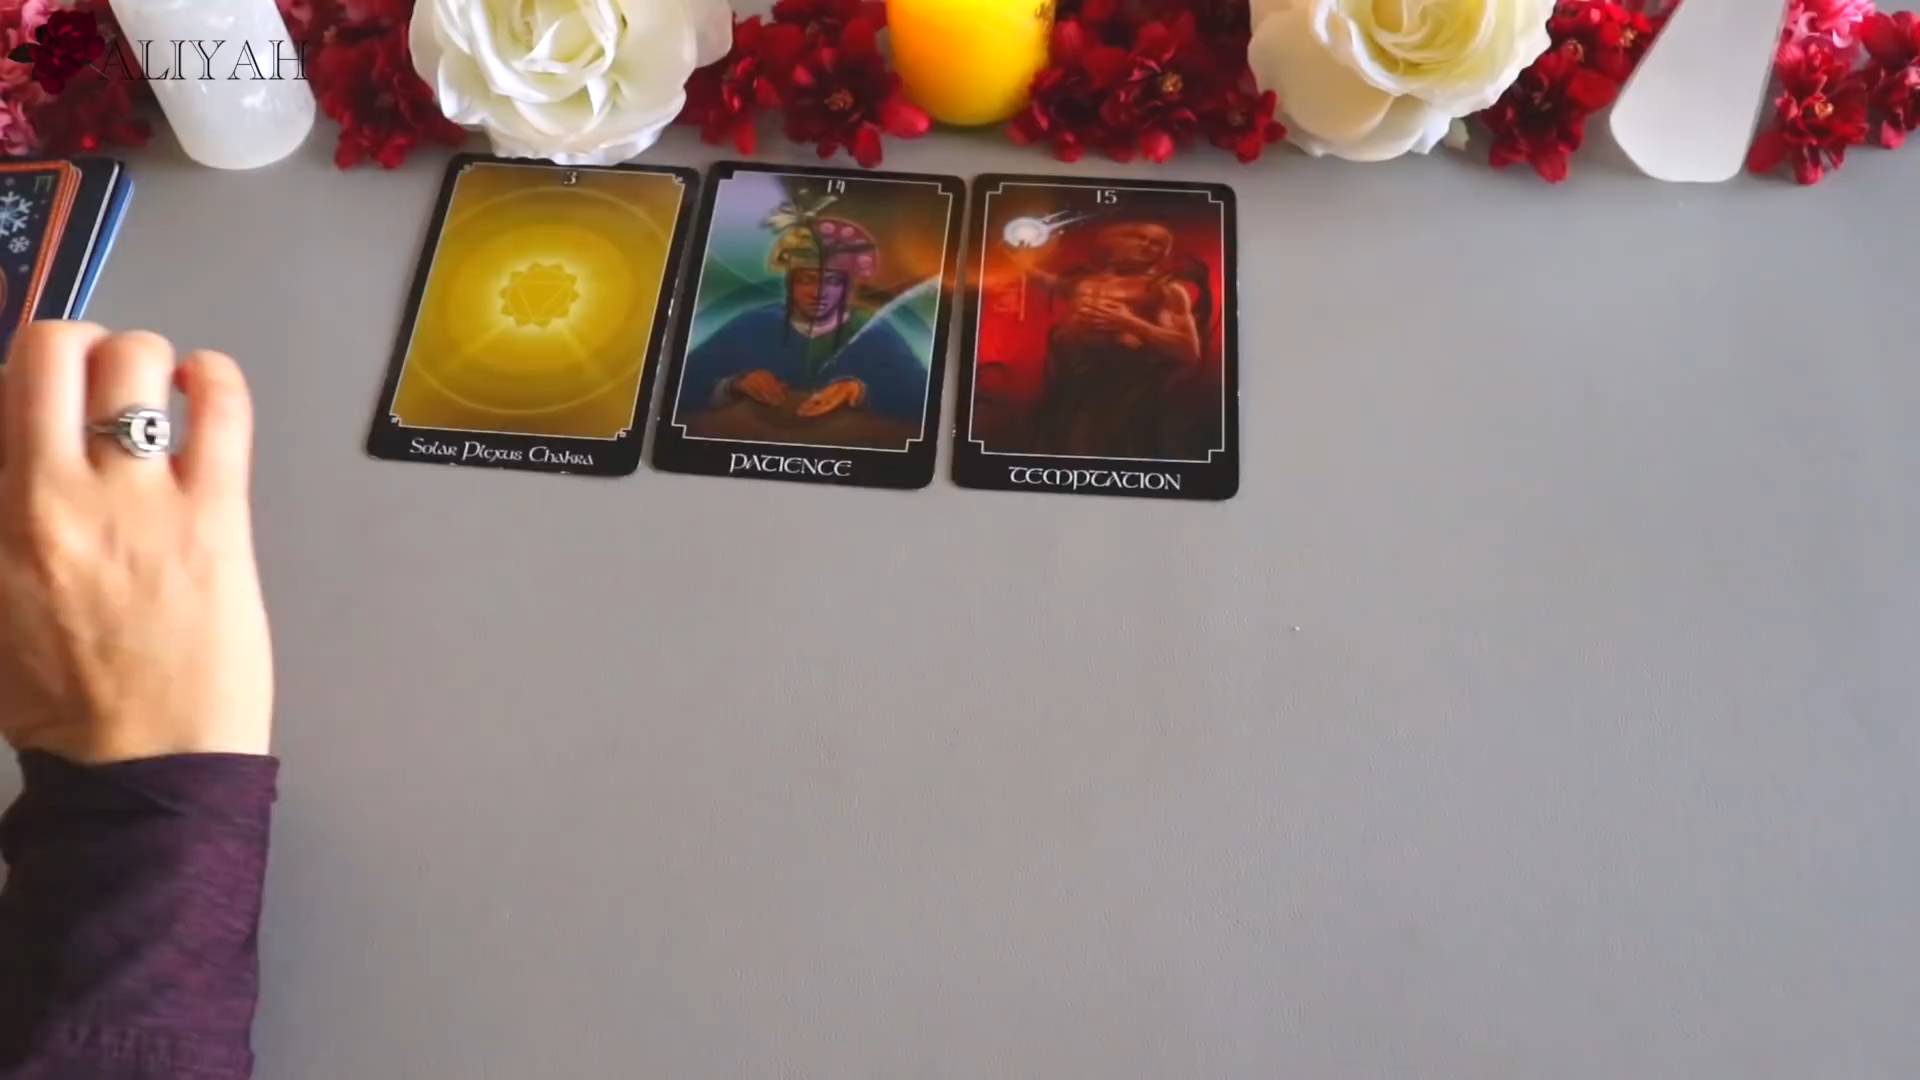 ALIYAH
3
14
15
Solar Plexus Chakra
PATIENCE
TEMPTATION